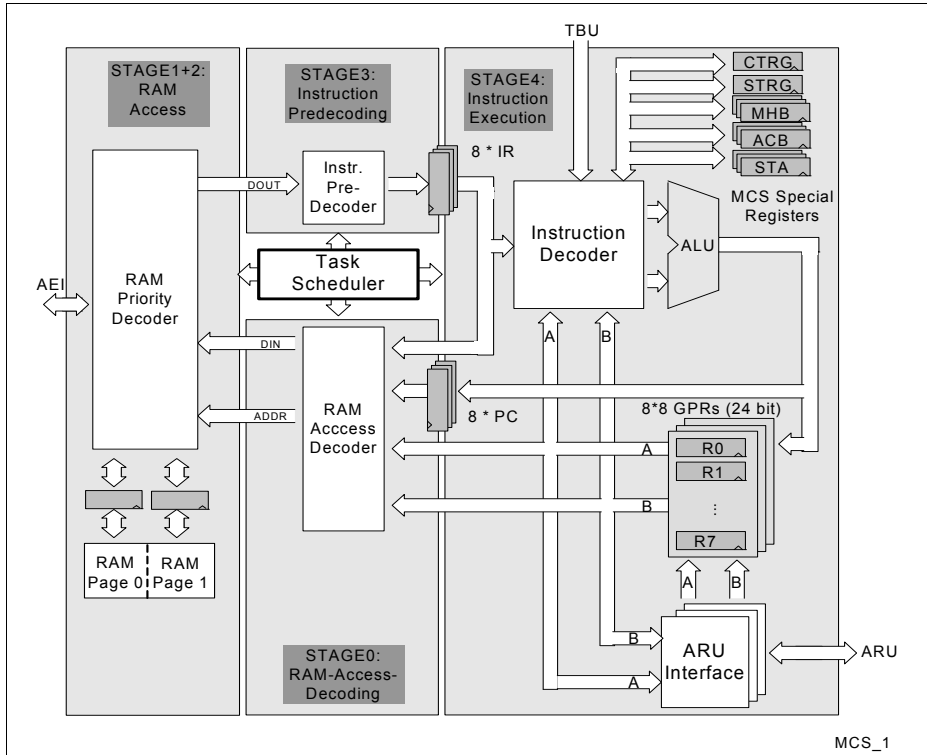 TBU
STAGE1+2:
RAM
Access
STAGE3:
Instruction
Predecoding
STAGE4:
Instruction
Execution
CTRG
STRG
MHB
ACB
STA
MCS Special
Registers
8 * IR
DOUT
Instr.
Pre-
Decoder
Instruction
Decoder
ALU
Task
Scheduler
AEI
RAM
Priority
Decoder
DIN
ADDR
RAM
Acccess
Decoder
8 * PC
A
B
8*8 GPRs (24 bit)
A
R0
R1
...
B
R7
RAM
Page 0
RAM
Page 1
A
B
STAGE0:
RAM-Access-
Decoding
B
A
ARU
Interface
ARU
MCS_1